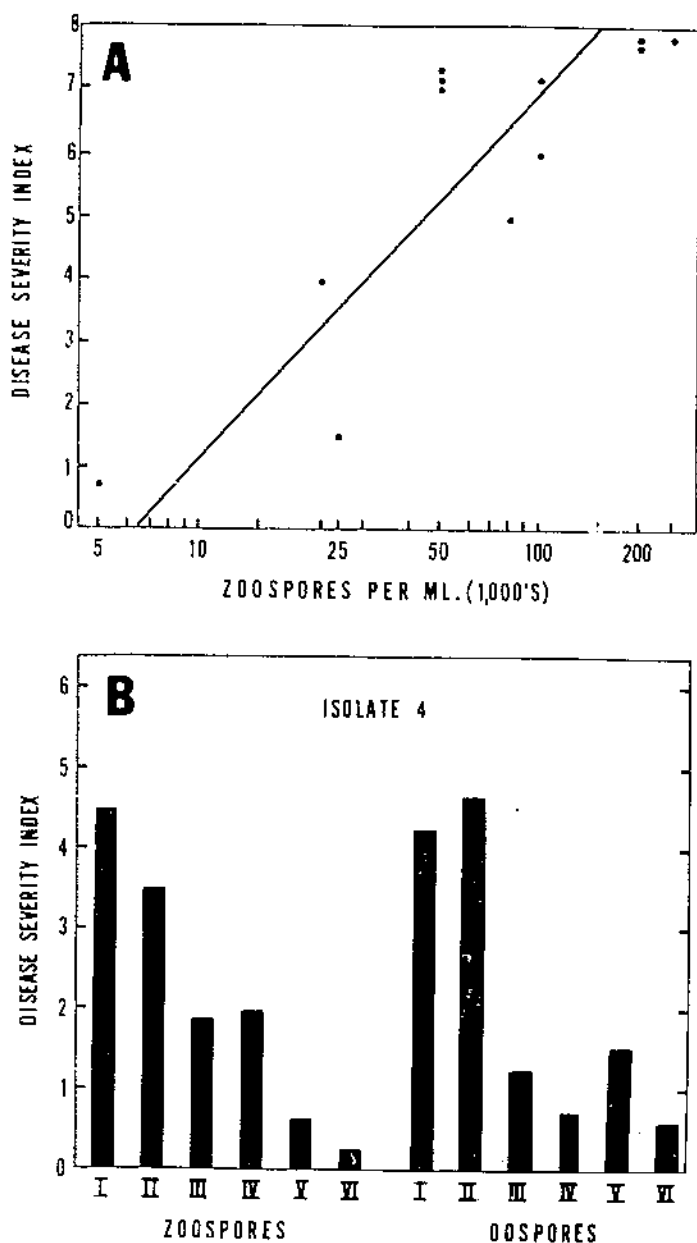 A
8
7
6
5
4
3
2
1
0
DISEASE SEVERITY INDEX
5 10 25 50 100 200
ZOOSPORES PER ML.(1,000'S)
B
ISOLATE 4
6
5
4
3
2
1
0
DISEASE SEVERITY INDEX
I II III IV V VI I II III IV V VI
ZOOSPORES OOSPORES